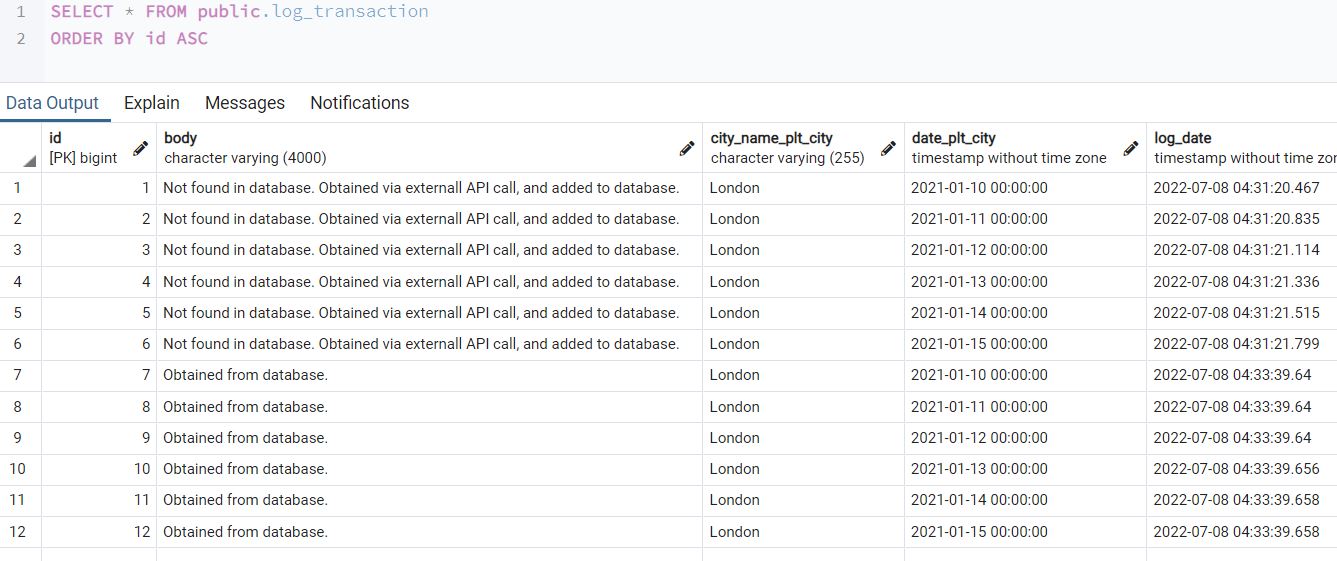 1 SELECT * FROM public.log_transaction
2 ORDER BY id ASC
Data Output Explain Messages Notifications
id body city_name_plt_city date_plt_city log_date
[PK] bigint character varying (4000) character varying (255) timestamp without time zone timestamp without time zor
1 1 Not found in database. Obtained via externall API call, and added to database. London 2021-01-10 00:00:00 2022-07-08 04:31:20.467
2 2 Not found in database. Obtained via externall API call, and added to database. London 2021-01-11 00:00:00 2022-07-08 04:31:20.835
3 3 Not found in database. Obtained via externall API call, and added to database. London 2021-01-12 00:00:00 2022-07-08 04:31:21.114
4 4 Not found in database. Obtained via externall API call, and added to database. London 2021-01-13 00:00:00 2022-07-08 04:31:21.336
5 5 Not found in database. Obtained via externall API call, and added to database. London 2021-01-14 00:00:00 2022-07-08 04:31:21.515
6 6 Not found in database. Obtained via externall API call, and added to database. London 2021-01-15 00:00:00 2022-07-08 04:31:21.799
7 7 Obtained from database. London 2021-01-10 00:00:00 2022-07-08 04:33:39.64
8 8 Obtained from database. London 2021-01-11 00:00:00 2022-07-08 04:33:39.64
9 9 Obtained from database. London 2021-01-12 00:00:00 2022-07-08 04:33:39.64
10 10 Obtained from database. London 2021-01-13 00:00:00 2022-07-08 04:33:39.656
11 11 Obtained from database. London 2021-01-14 00:00:00 2022-07-08 04:33:39.658
12 12 Obtained from database. London 2021-01-15 00:00:00 2022-07-08 04:33:39.658